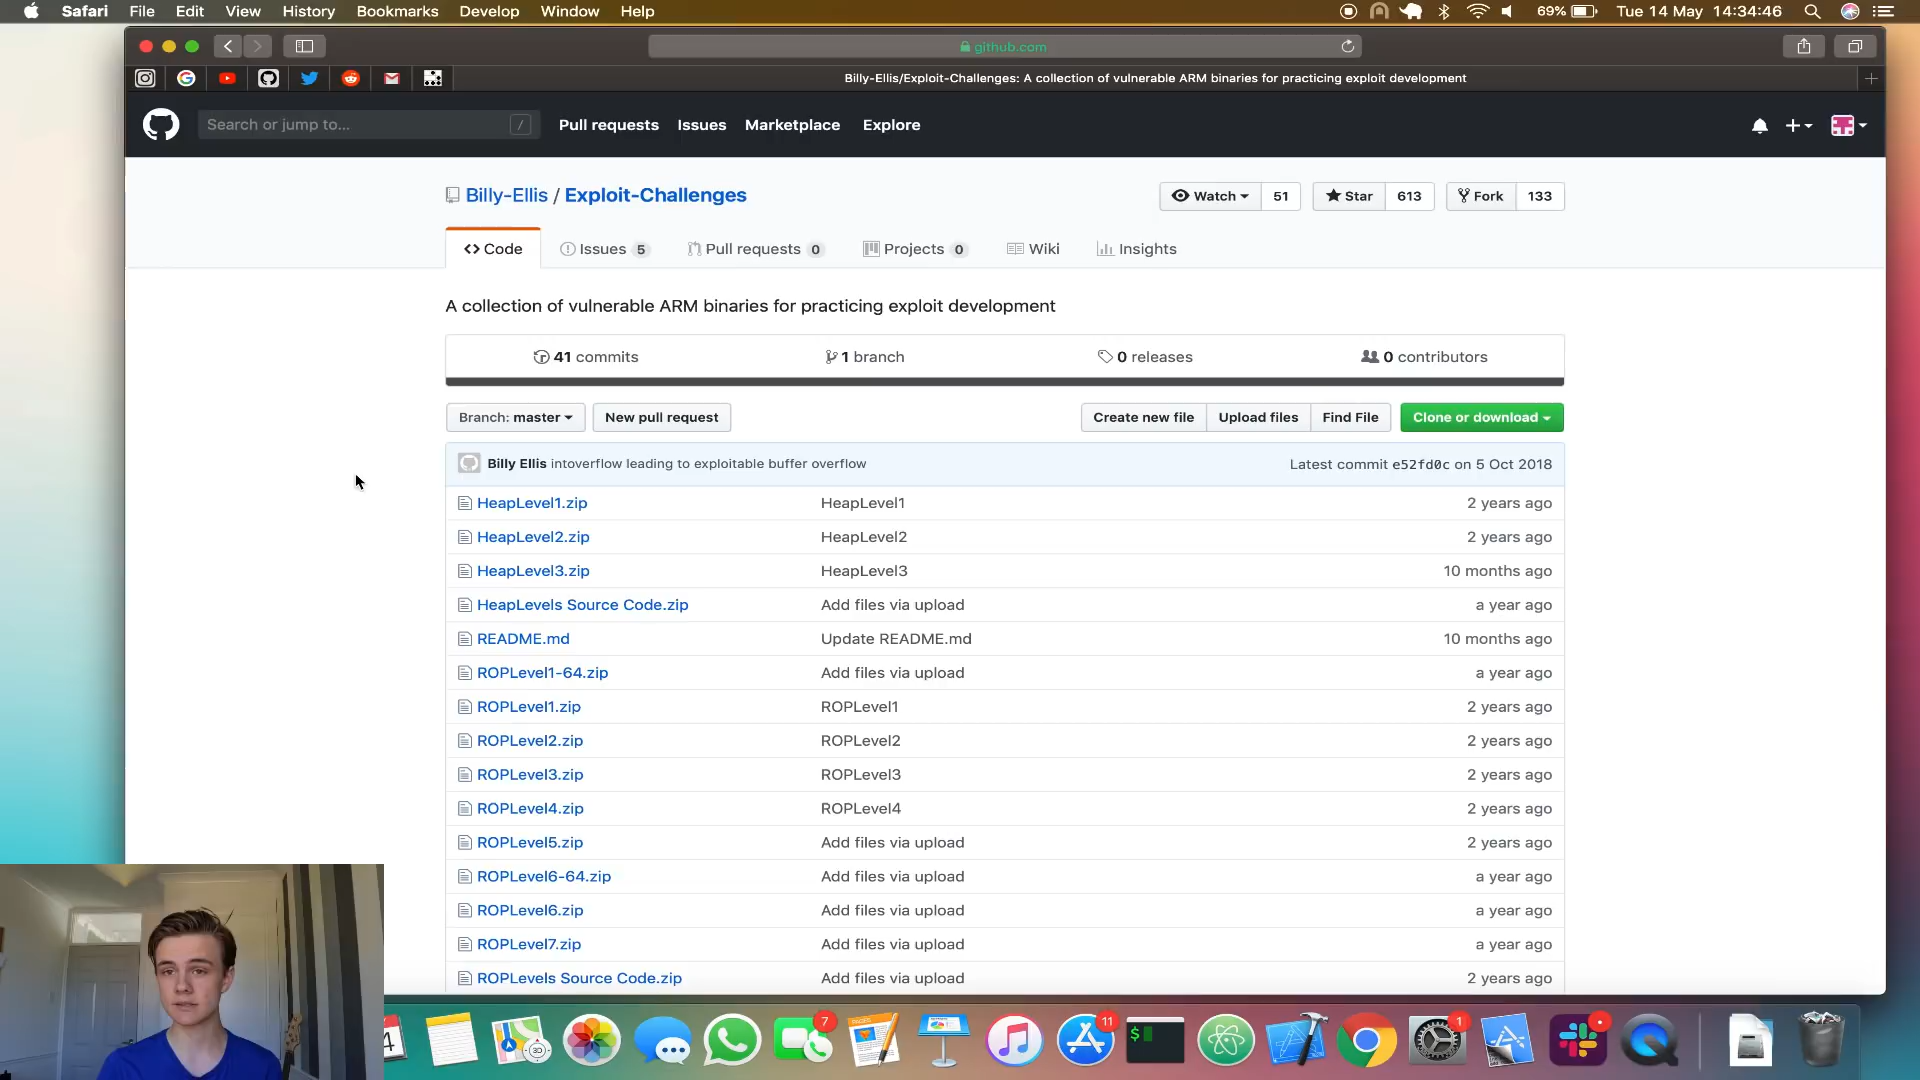 Safari File Edit View History Bookmarks Develop Window Help 69% Tue 14 May 14:34:46
github.com
Billy-Ellis/Exploit-Challenges: A collection of vulnerable ARM binaries for practicing exploit development
Search or jump to... / Pull requests Issues Marketplace Explore
Billy-Ellis / Exploit-Challenges Watch 51 Star 613 Fork 133
Code Issues 5 Pull requests 0 Projects 0 Wiki Insights
A collection of vulnerable ARM binaries for practicing exploit development
41 commits 1 branch 0 releases 0 contributors
Branch: master New pull request Create new file Upload files Find File Clone or download
Billy Ellis intoverflow leading to exploitable buffer overflow Latest commit e52fd0c on 5 Oct 2018
HeapLevel1.zip HeapLevel1 2 years ago
HeapLevel2.zip HeapLevel2 2 years ago
HeapLevel3.zip HeapLevel3 10 months ago
HeapLevels Source Code.zip Add files via upload a year ago
README.md Update README.md 10 months ago
ROPLevel1-64.zip Add files via upload a year ago
ROPLevel1.zip ROPLevel1 2 years ago
ROPLevel2.zip ROPLevel2 2 years ago
ROPLevel3.zip ROPLevel3 2 years ago
ROPLevel4.zip ROPLevel4 2 years ago
ROPLevel5.zip Add files via upload 2 years ago
ROPLevel6-64.zip Add files via upload a year ago
ROPLevel6.zip Add files via upload a year ago
ROPLevel7.zip Add files via upload a year ago
ROPLevels Source Code.zip Add files via upload 2 years ago
4 3D 7 PAGES 11 $ 1